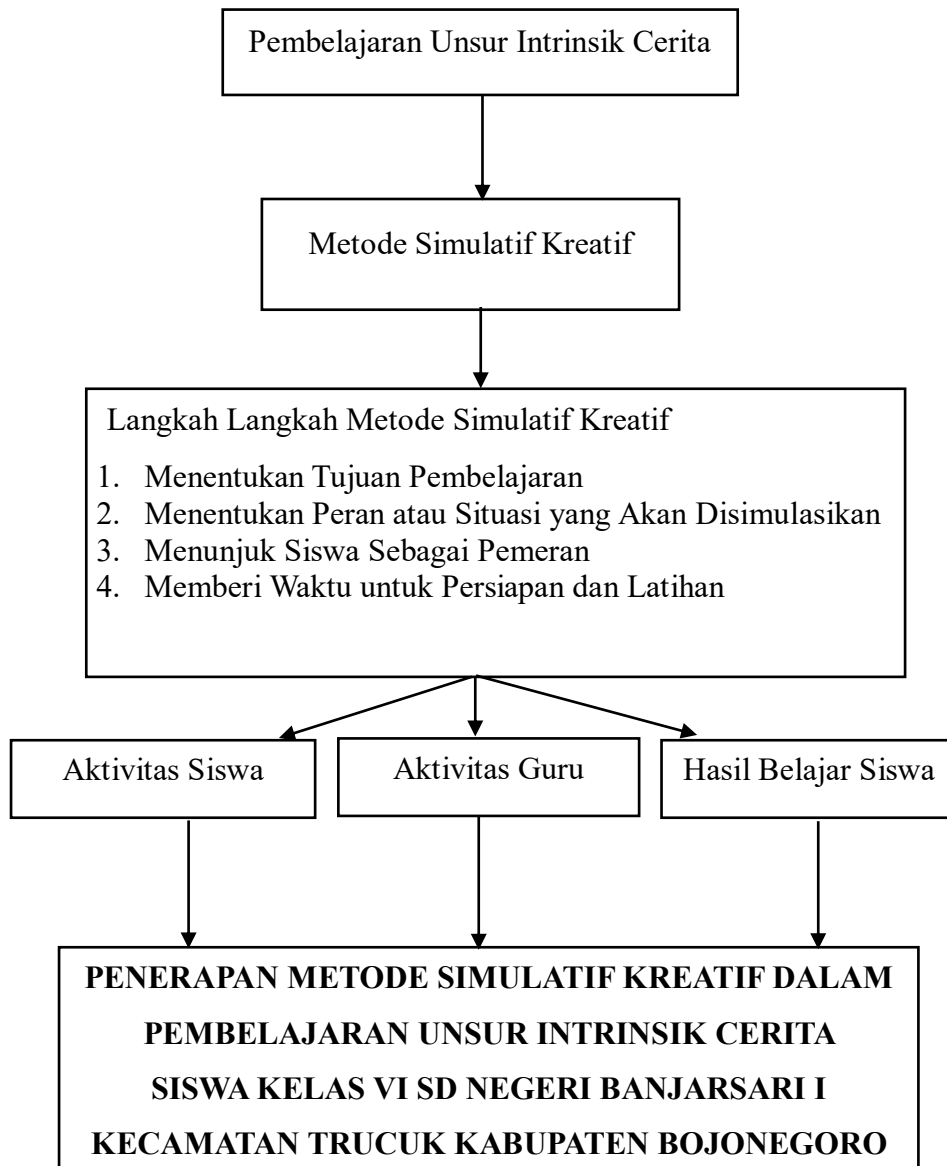 Pembelajaran Unsur Intrinsik Cerita
Metode Simulatif Kreatif
Langkah Langkah Metode Simulatif Kreatif
1. Menentukan Tujuan Pembelajaran
2. Menentukan Peran atau Situasi yang Akan Disimulasikan
3. Menunjuk Siswa Sebagai Pemeran
4. Memberi Waktu untuk Persiapan dan Latihan
Aktivitas Siswa
Aktivitas Guru
Hasil Belajar Siswa
PENERAPAN METODE SIMULATIF KREATIF DALAM
PEMBELAJARAN UNSUR INTRINSIK CERITA
SISWA KELAS VI SD NEGERI BANJARSARI I
KECAMATAN TRUCUK KABUPATEN BOJONEGORO